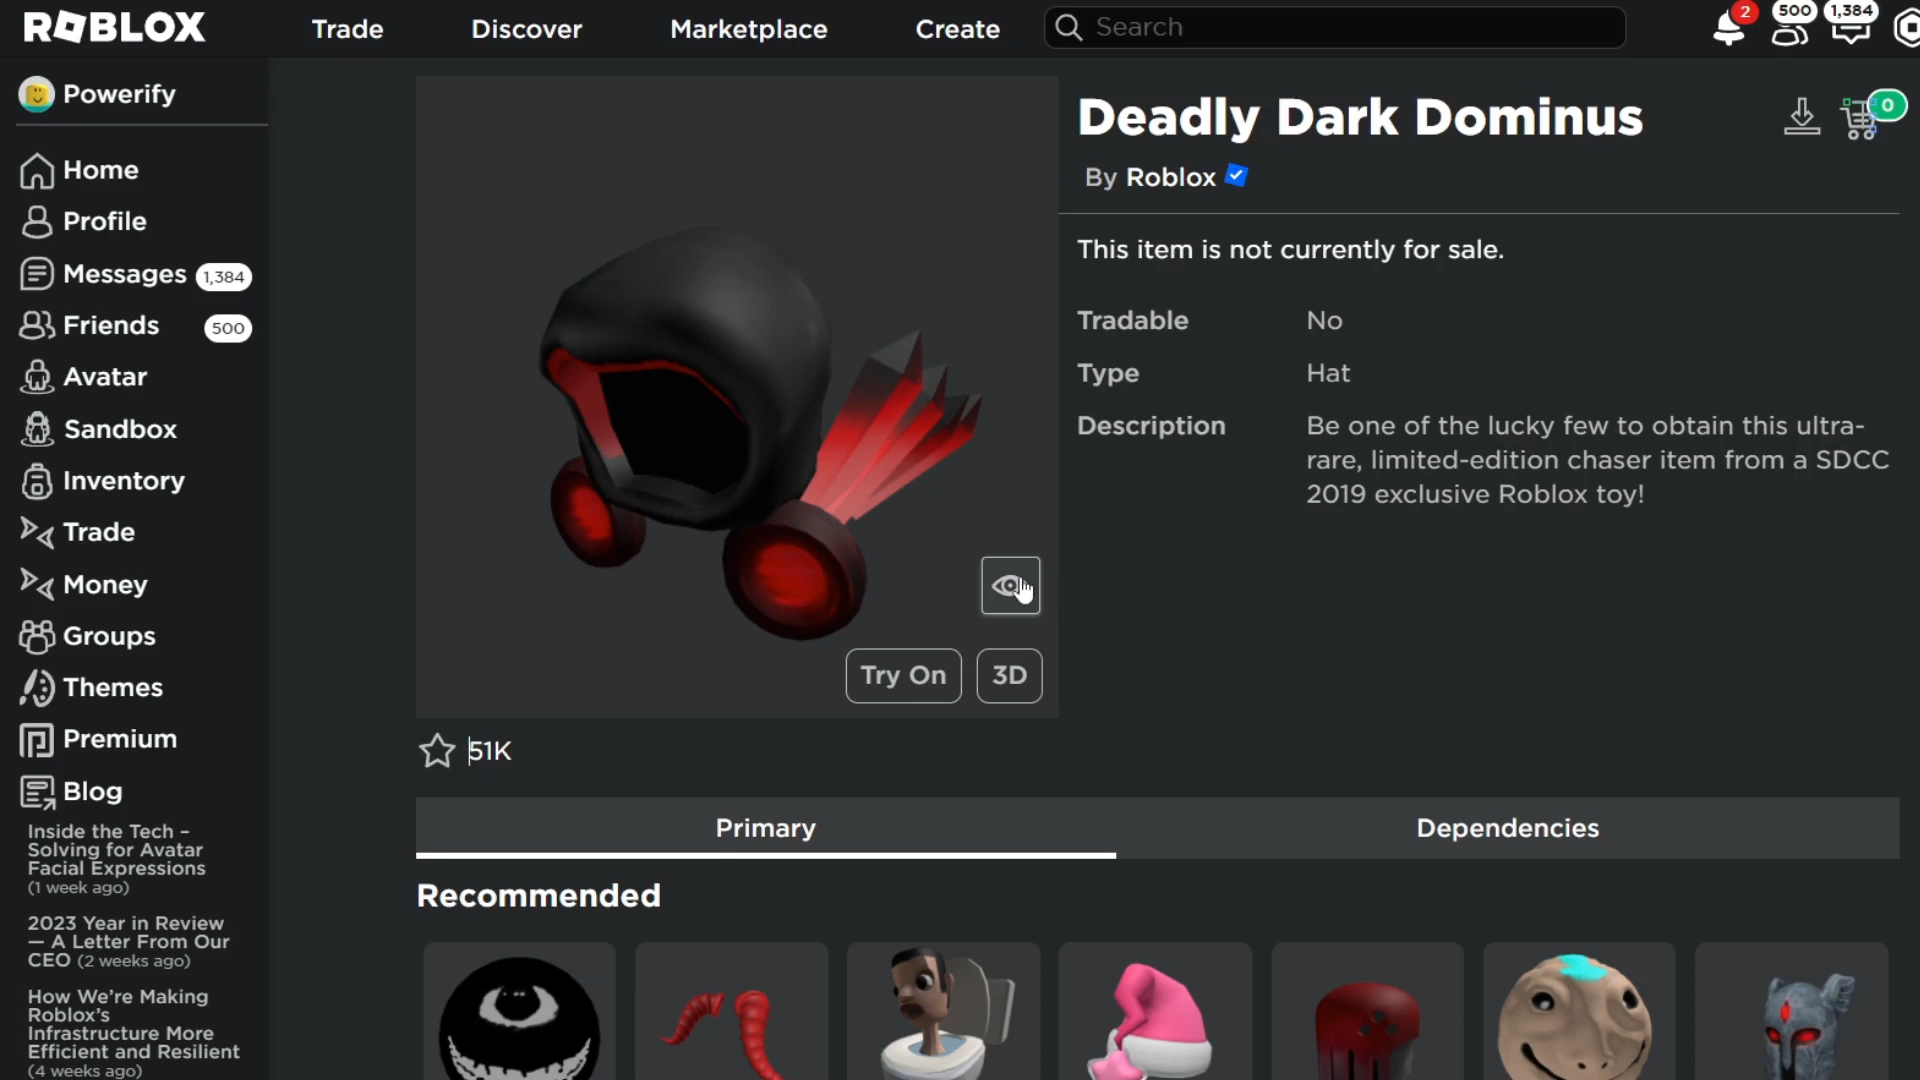 ROBLOX
Trade
Discover
Marketplace
Create
Search
2
500
1,384
Powerify
Home
Profile
Messages 1,384
Friends 500
Avatar
Sandbox
Inventory
Trade
Money
Groups
Themes
Premium
Blog
Inside the Tech –
Solving for Avatar
Facial Expressions
(1 week ago)
2023 Year in Review
— A Letter From Our
CEO (2 weeks ago)
How We’re Making
Roblox’s
Infrastructure More
Efficient and Resilient
(4 weeks ago)
Try On
3D
51K
Deadly Dark Dominus
0
By Roblox
This item is not currently for sale.
Tradable No
Type Hat
Description Be one of the lucky few to obtain this ultra-
rare, limited-edition chaser item from a SDCC
2019 exclusive Roblox toy!
Primary
Dependencies
Recommended